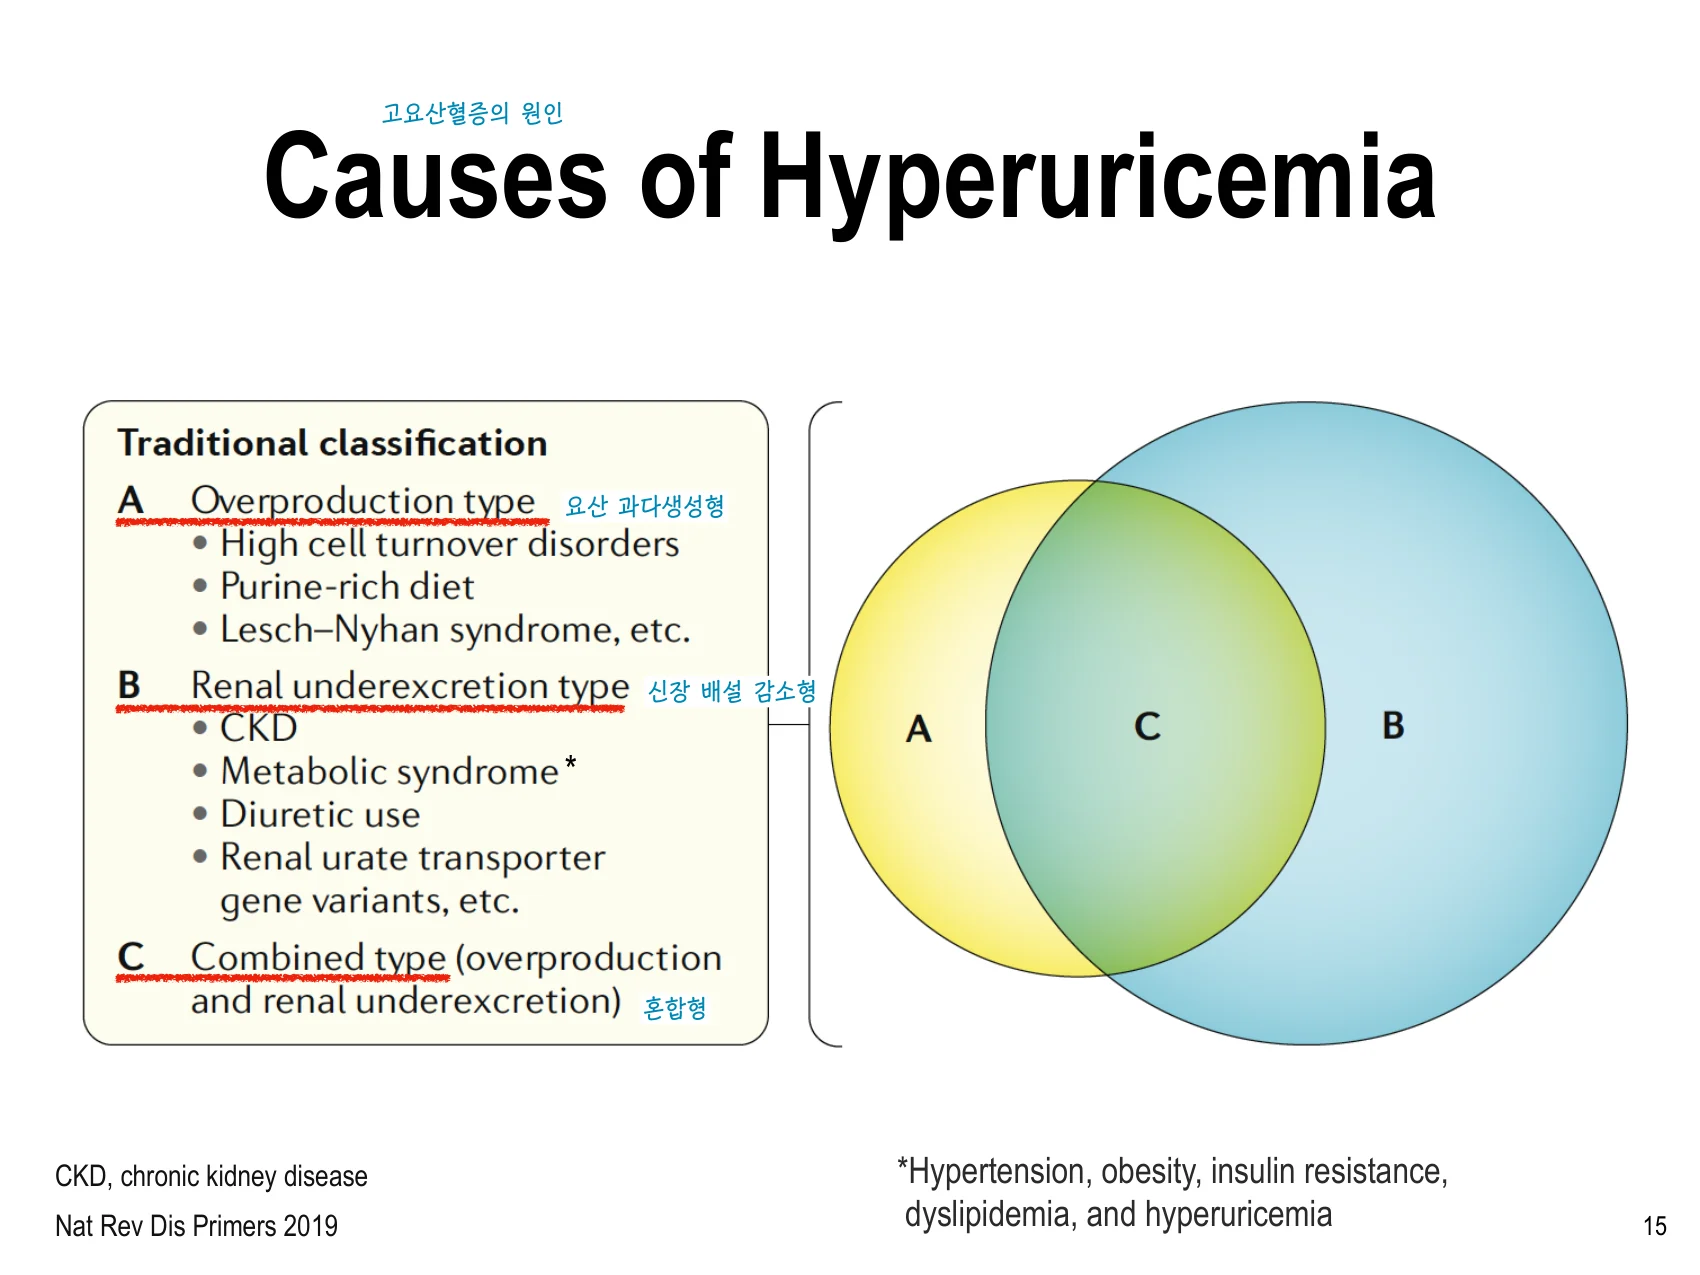 고요산혈증의 원인
Causes of Hyperuricemia
Traditional classification
A Overproduction type 요산 과다생성형
• High cell turnover disorders
• Purine-rich diet
• Lesch–Nyhan syndrome, etc.
B Renal underexcretion type 신장 배설 감소형
• CKD
• Metabolic syndrome*
• Diuretic use
• Renal urate transporter
gene variants, etc.
C Combined type (overproduction
and renal underexcretion) 혼합형
A C B
CKD, chronic kidney disease
Nat Rev Dis Primers 2019
*Hypertension, obesity, insulin resistance,
dyslipidemia, and hyperuricemia
15